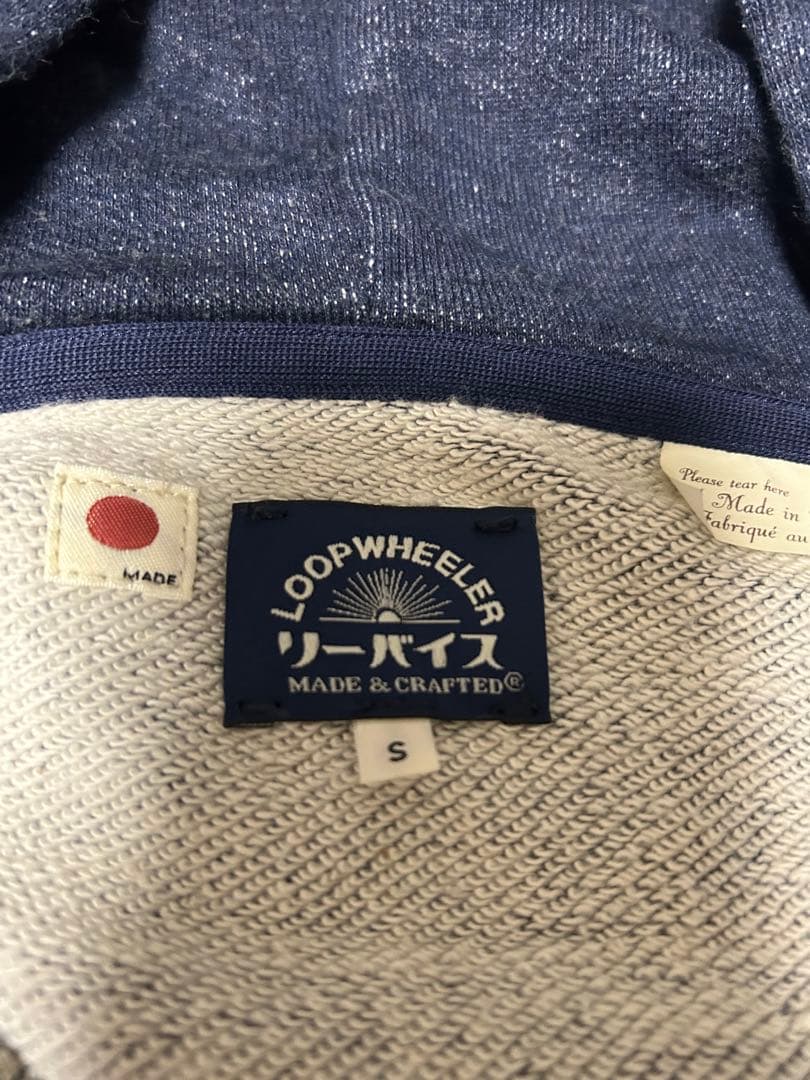 MADE
LOOPWHEELER
リーバイス
MADE & CRAFTED®
S
Please tear here
Made in
Fabriqué au